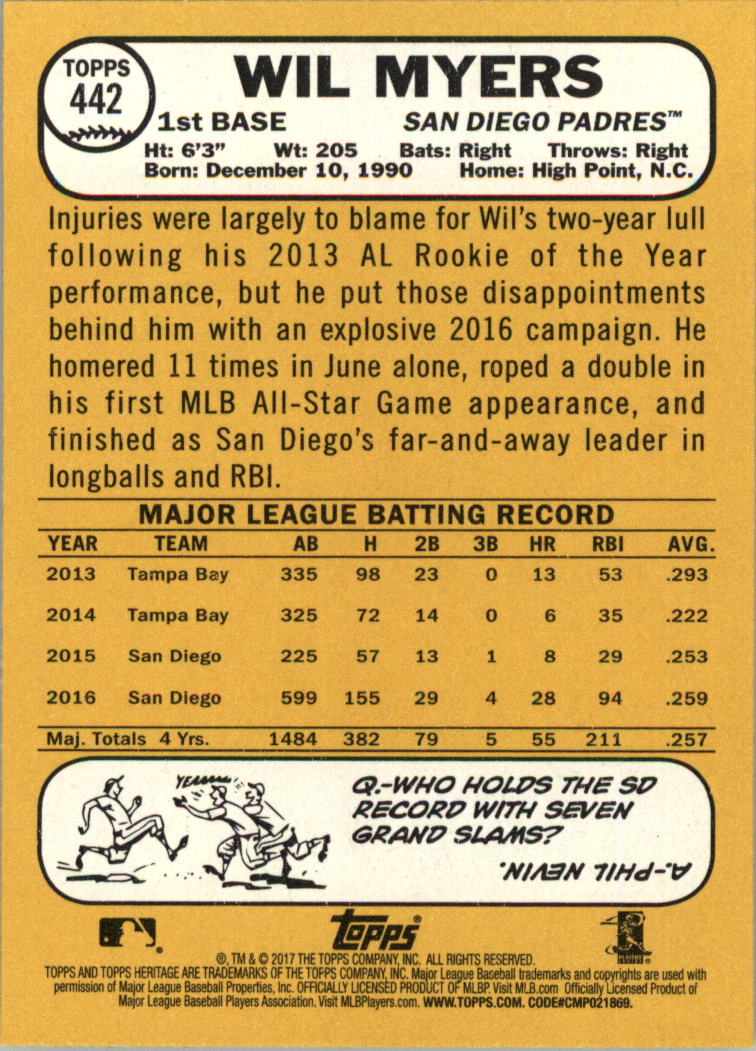 TOPPS
442
WIL MYERS
1st BASE SAN DIEGO PADRES™
Ht: 6'3" Wt: 205 Bats: Right Throws: Right
Born: December 10, 1990 Home: High Point, N.C.
Injuries were largely to blame for Wil's two-year lull
following his 2013 AL Rookie of the Year
performance, but he put those disappointments
behind him with an explosive 2016 campaign. He
homered 11 times in June alone, roped a double in
his first MLB All-Star Game appearance, and
finished as San Diego's far-and-away leader in
longballs and RBI.
MAJOR LEAGUE BATTING RECORD
YEAR TEAM AB H 2B 3B HR RBI AVG.
2013 Tampa Bay 335 98 23 0 13 53 .293
2014 Tampa Bay 325 72 14 0 6 35 .222
2015 San Diego 225 57 13 1 8 29 .253
2016 San Diego 599 155 29 4 28 94 .259
Maj. Totals 4 Yrs. 1484 382 79 5 55 211 .257
Q.-WHO HOLDS THE SD
RECORD WITH SEVEN
GRAND SLAMS?
A.-PHIL NEVIN.
Topps®
®, TM & © 2017 THE TOPPS COMPANY, INC. ALL RIGHTS RESERVED.
TOPPS AND TOPPS HERITAGE ARE TRADEMARKS OF THE TOPPS COMPANY, INC. Major League Baseball trademarks and copyrights are used with
permission of Major League Baseball Properties, Inc. OFFICIALLY LICENSED PRODUCT OF MLBP. Visit MLB.com Officially Licensed Product of
Major League Baseball Players Association. Visit MLBPlayers.com. WWW.TOPPS.COM. CODE#CMP021869.